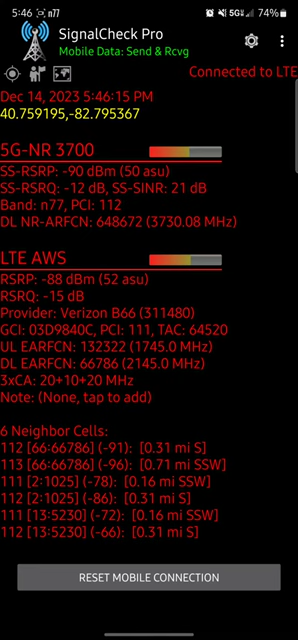 5:46 n77 5G 74%
SignalCheck Pro
Mobile Data: Send & Rcvg
Connected to LTE
Dec 14, 2023 5:46:15 PM
40.759195,-82.795367
5G-NR 3700
SS-RSRP: -90 dBm (50 asu)
SS-RSRQ: -12 dB, SS-SINR: 21 dB
Band: n77, PCI: 112
DL NR-ARFCN: 648672 (3730.08 MHz)
LTE AWS
RSRP: -88 dBm (52 asu)
RSRQ: -15 dB
Provider: Verizon B66 (311480)
GCI: 03D9840C, PCI: 111, TAC: 64520
UL EARFCN: 132322 (1745.0 MHz)
DL EARFCN: 66786 (2145.0 MHz)
3xCA: 20+10+20 MHz
Note: (None, tap to add)
6 Neighbor Cells:
112 [66:66786] (-91): [0.31 mi S]
113 [66:66786] (-96): [0.71 mi SSW]
111 [2:1025] (-78): [0.16 mi SSW]
112 [2:1025] (-86): [0.31 mi S]
111 [13:5230] (-72): [0.16 mi SSW]
112 [13:5230] (-66): [0.31 mi S]
RESET MOBILE CONNECTION